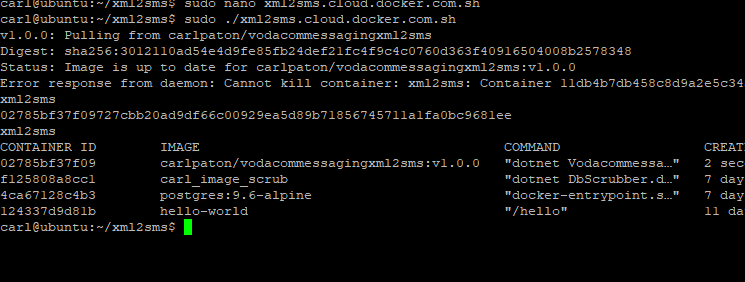 carl@ubuntu:~/xml2sms$ sudo nano xml2sms.cloud.docker.com.sh
carl@ubuntu:~/xml2sms$ sudo ./xml2sms.cloud.docker.com.sh
v1.0.0: Pulling from carlpaton/vodacommessagingxml2sms
Digest: sha256:3012110ad54e4d9fe85fb24def21fc4f9c4c0760d363f40916504008b2578348
Status: Image is up to date for carlpaton/vodacommessagingxml2sms:v1.0.0
Error response from daemon: Cannot kill container: xml2sms: Container 11db4b7db458c8d9a2e5c34
xml2sms
02785bf37f09727cbb20ad9df66c00929ea5d89b71856745711a1fa0bc9681ee
xml2sms
CONTAINER ID IMAGE COMMAND CREAT
02785bf37f09 carlpaton/vodacommessagingxml2sms:v1.0.0 "dotnet Vodacommessa…" 2 sec
f125808a8cc1 carl_image_scrub "dotnet DbScrubber.d…" 7 day
4ca67128c4b3 postgres:9.6-alpine "docker-entrypoint.s…" 7 day
124337d9d81b hello-world "/hello" 11 da
carl@ubuntu:~/xml2sms$